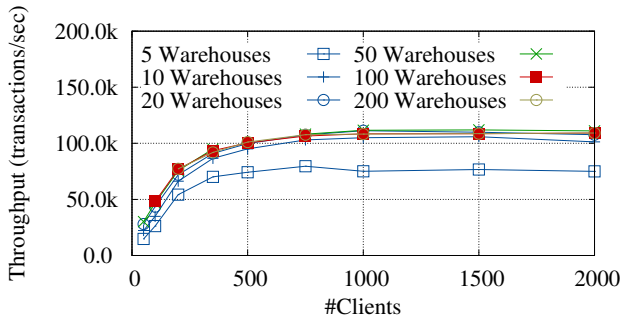 200.0k
5 Warehouses 50 Warehouses
150.0k
10 Warehouses 100 Warehouses
20 Warehouses 200 Warehouses
100.0k
50.0k
0.0
Throughput (transactions/sec)
0 500 1000 1500 2000
#Clients